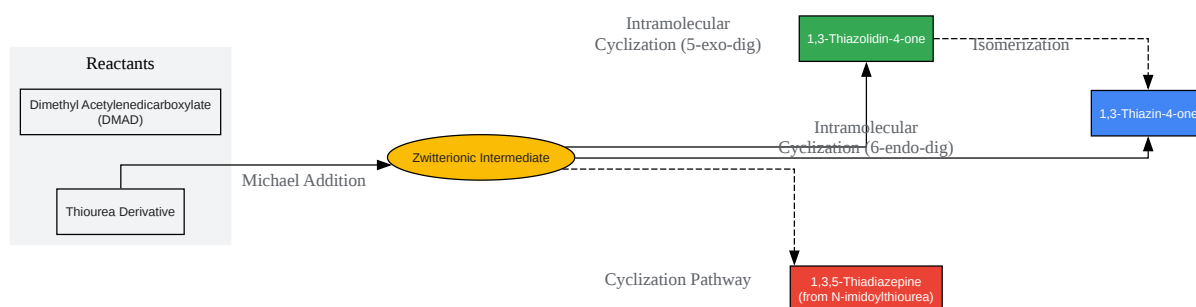 Reactants
Dimethyl Acetylenedicarboxylate
(DMAD)
Thiourea Derivative
Michael Addition
Zwitterionic Intermediate
Intramolecular
Cyclization (5-exo-dig)
1,3-Thiazolidin-4-one
Isomerization
1,3-Thiazin-4-one
Intramolecular
Cyclization (6-endo-dig)
Cyclization Pathway
1,3,5-Thiadiazepine
(from N-imidoylthiourea)